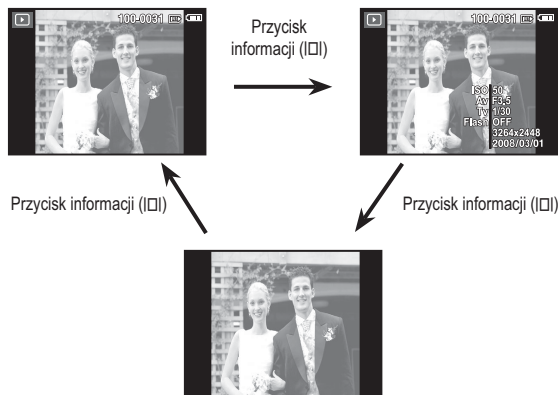 100-0031
Przycisk
informacji (|□|)
100-0031
ISO 50
Av F3.5
Tv 1/30
Flash OFF
3264x2448
2008/03/01
Przycisk informacji (|□|)
Przycisk informacji (|□|)